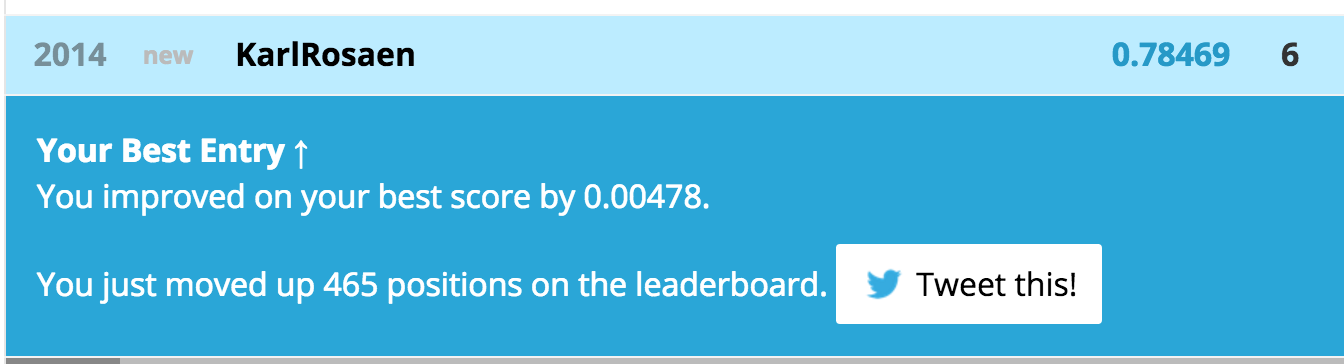 2014 new KarlRosaen 0.78469 6
Your Best Entry ↑
You improved on your best score by 0.00478.
You just moved up 465 positions on the leaderboard. Tweet this!